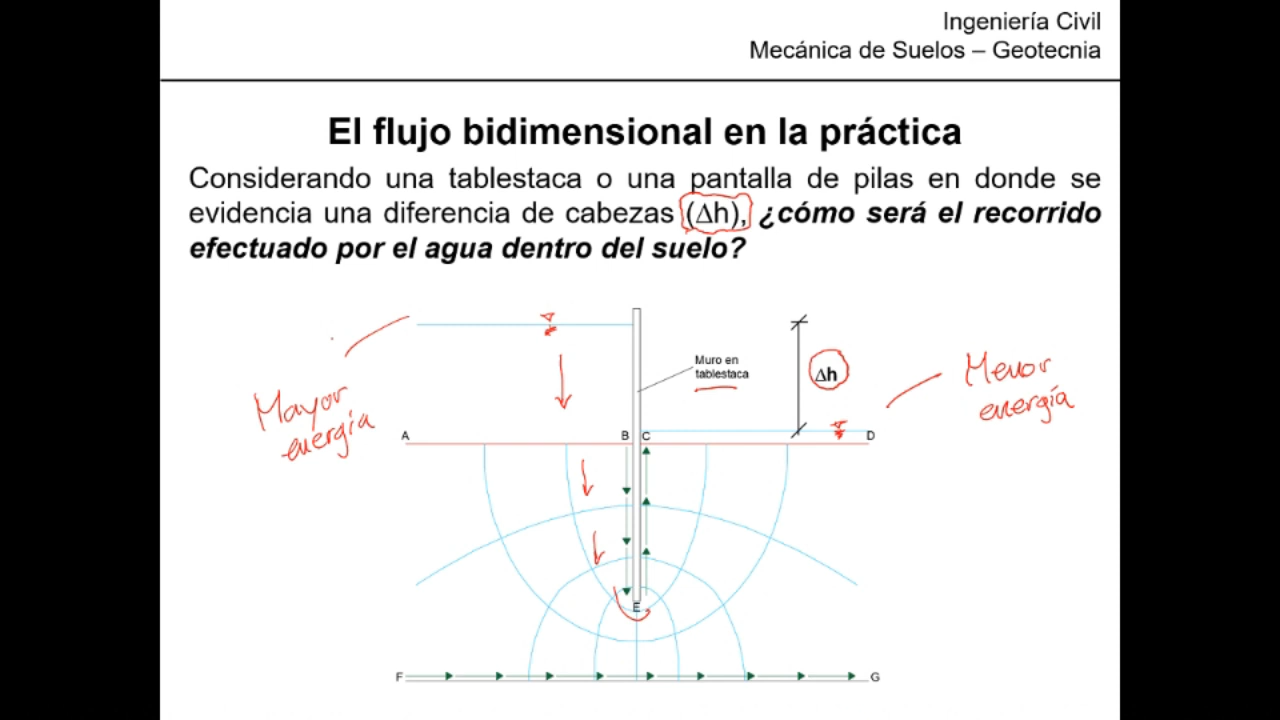 Ingeniería Civil
Mecánica de Suelos – Geotecnia
El flujo bidimensional en la práctica
Considerando una tablestaca o una pantalla de pilas en donde se
evidencia una diferencia de cabezas (Δh), ¿cómo será el recorrido
efectuado por el agua dentro del suelo?
Muro en
tablestaca
Δh
Menor
energía
Mayor
energía
A
B
C
D
E
F
G